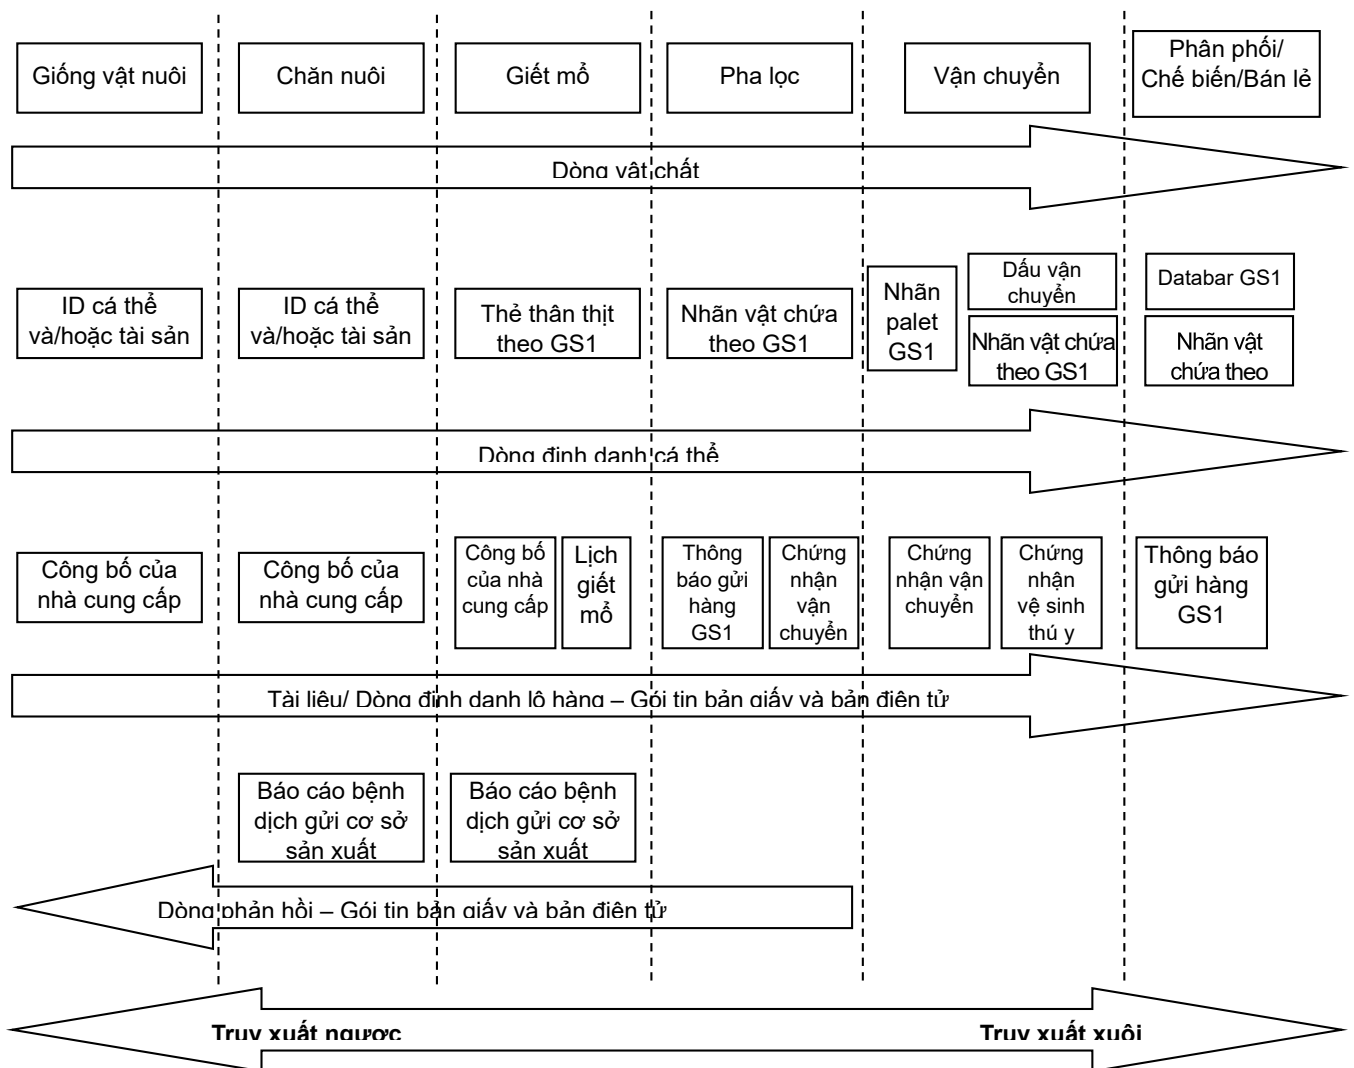 Giống vật nuôi
Chăn nuôi
Giết mổ
Pha lọc
Vận chuyển
Phân phối/
Chế biến/Bán lẻ
Dòng vật chất
ID cá thể
và/hoặc tài sản
ID cá thể
và/hoặc tài sản
Thẻ thân thịt
theo GS1
Nhãn vật chứa
theo GS1
Nhãn
palet
GS1
Dấu vận
chuyển
Nhãn vật chứa
theo GS1
Databar GS1
Nhãn vật
chứa theo
Dòng định danh cá thể
Công bố của
nhà cung cấp
Công bố của
nhà cung cấp
Công bố
của nhà
cung cấp
Lịch
giết
mổ
Thông
báo gửi
hàng
GS1
Chứng
nhận
vận
chuyển
Chứng
nhận vận
chuyển
Chứng
nhận
vệ sinh
thú y
Thông báo
gửi hàng
GS1
Tài liệu/ Dòng định danh lô hàng – Gói tin bản giấy và bản điện tử
Báo cáo bệnh
dịch gửi cơ sở
sản xuất
Báo cáo bệnh
dịch gửi cơ sở
sản xuất
Dòng phản hồi – Gói tin bản giấy và bản điện tử
Truy xuất ngược
Truy xuất xuôi